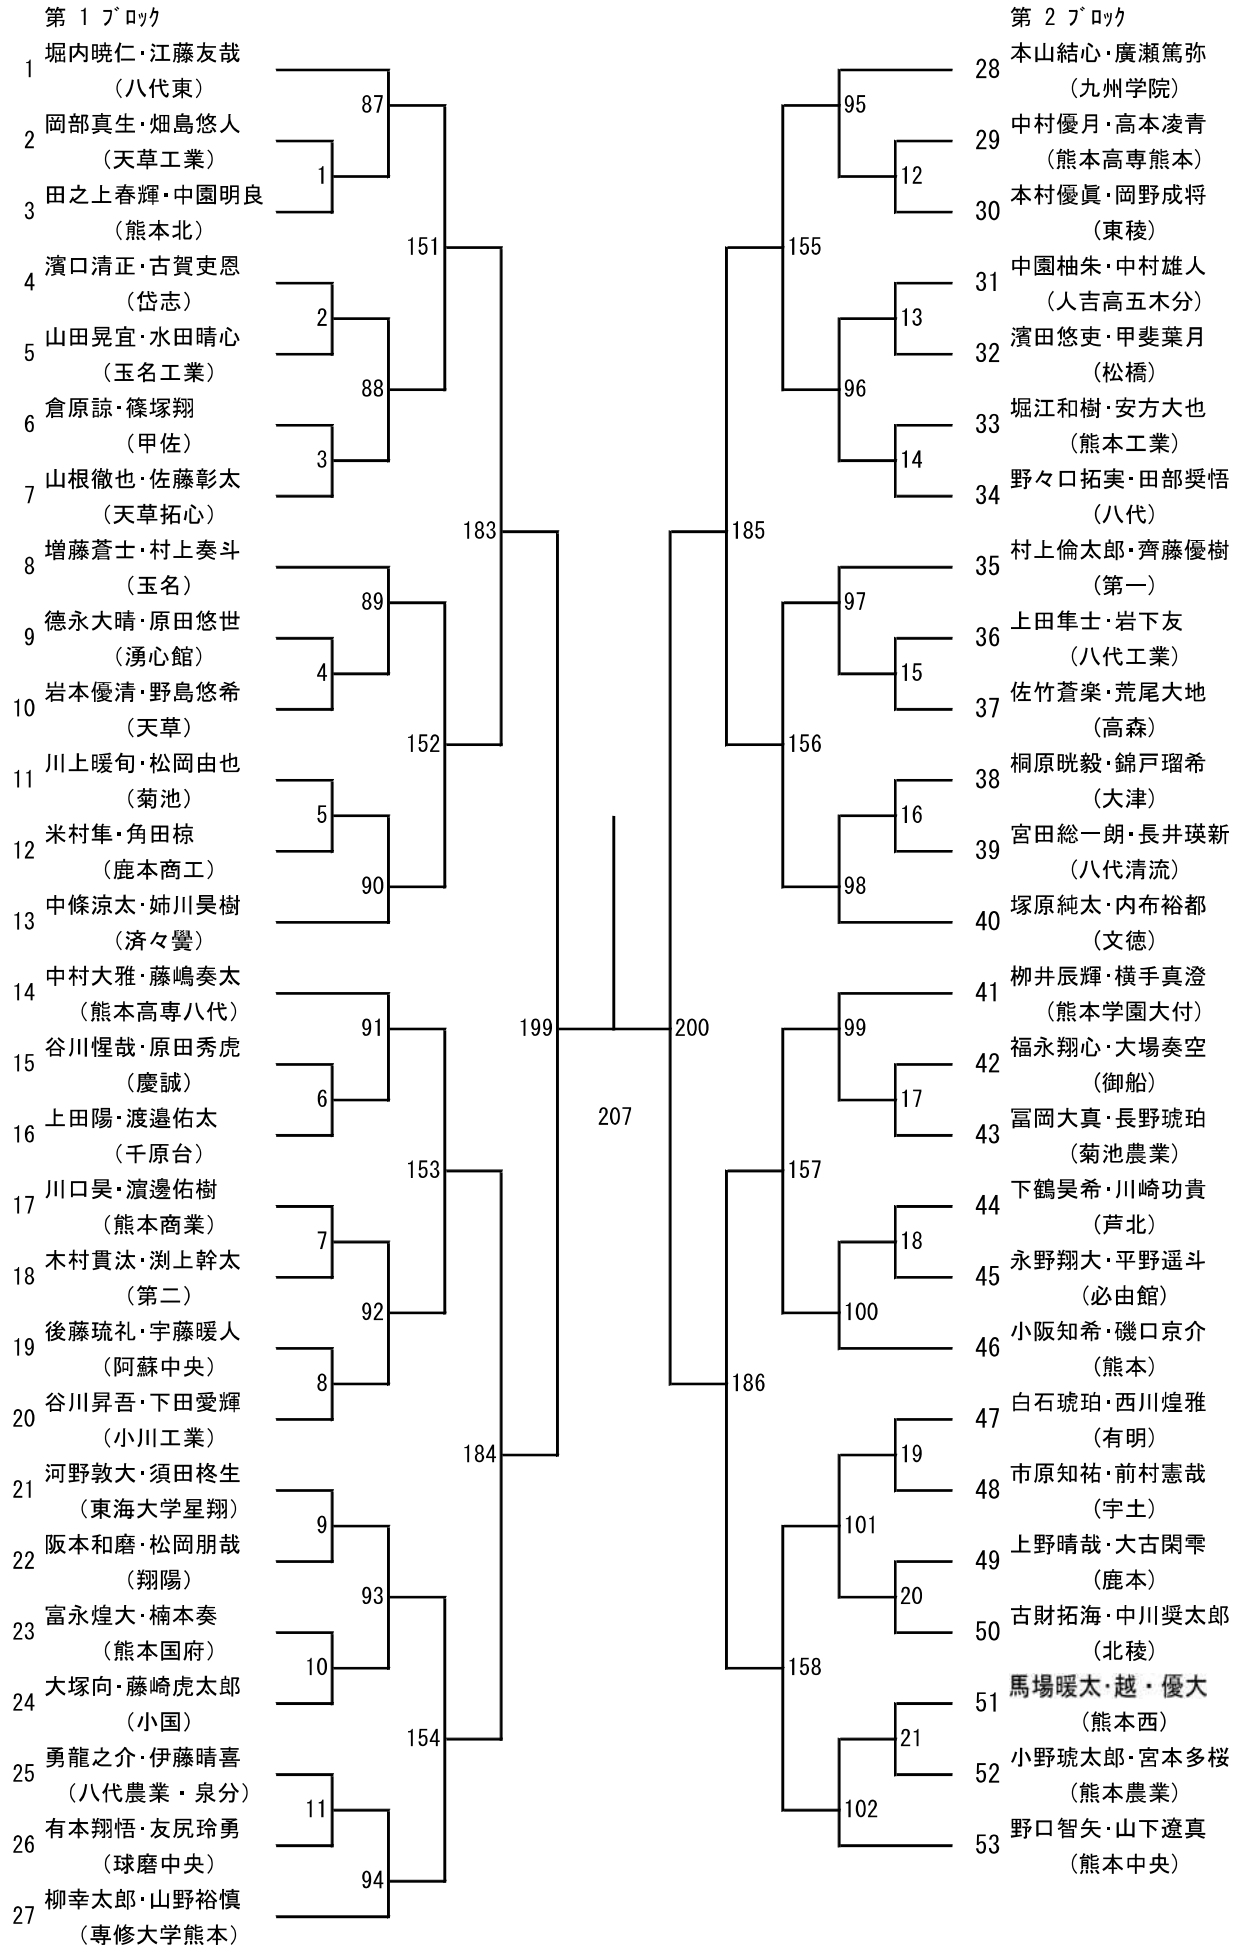 第 1 ブロック
1 堀内暁仁・江藤友哉
(八代東)
2 岡部真生・畑島悠人
(天草工業)
3 田之上春輝・中園明良
(熊本北)
4 濱口清正・古賀吏恩
(岱志)
5 山田晃宜・水田晴心
(玉名工業)
6 倉原諒・篠塚翔
(甲佐)
7 山根徹也・佐藤彰太
(天草拓心)
8 増藤蒼士・村上奏斗
(玉名)
9 德永大晴・原田悠世
(湧心館)
10 岩本優清・野島悠希
(天草)
11 川上暖旬・松岡由也
(菊池)
12 米村隼・角田椋
(鹿本商工)
13 中條涼太・姉川昊樹
(済々黌)
14 中村大雅・藤嶋奏太
(熊本高専八代)
15 谷川惺哉・原田秀虎
(慶誠)
16 上田陽・渡邉佑太
(千原台)
17 川口昊・濵邊佑樹
(熊本商業)
18 木村貫汰・渕上幹太
(第二)
19 後藤琉礼・宇藤暖人
(阿蘇中央)
20 谷川昇吾・下田愛輝
(小川工業)
21 河野敦大・須田柊生
(東海大学星翔)
22 阪本和磨・松岡朋哉
(翔陽)
23 富永煌大・楠本奏
(熊本国府)
24 大塚向・藤崎虎太郎
(小国)
25 勇龍之介・伊藤晴喜
(八代農業・泉分)
26 有本翔悟・友尻玲勇
(球磨中央)
27 柳幸太郎・山野裕慎
(専修大学熊本)
87
1
151
2
88
3
183
89
4
152
5
90
199
91
6
153
7
92
8
184
9
93
10
154
11
94
207
200
95
12
155
13
96
14
185
97
15
156
16
98
99
17
157
18
100
186
19
101
20
158
21
102
第 2 ブロック
28 本山結心・廣瀬篤弥
(九州学院)
29 中村優月・高本凌青
(熊本高専熊本)
30 本村優眞・岡野成将
(東稜)
31 中園柚朱・中村雄人
(人吉高五木分)
32 濱田悠吏・甲斐葉月
(松橋)
33 堀江和樹・安方大也
(熊本工業)
34 野々口拓実・田部奨悟
(八代)
35 村上倫太郎・齊藤優樹
(第一)
36 上田隼士・岩下友
(八代工業)
37 佐竹蒼楽・荒尾大地
(高森)
38 桐原晄毅・錦戸瑠希
(大津)
39 宮田総一朗・長井瑛新
(八代清流)
40 塚原純太・内布裕都
(文徳)
41 栁井辰輝・横手真澄
(熊本学園大付)
42 福永翔心・大場奏空
(御船)
43 冨岡大真・長野琥珀
(菊池農業)
44 下鶴昊希・川崎功貴
(芦北)
45 永野翔大・平野遥斗
(必由館)
46 小阪知希・磯口京介
(熊本)
47 白石琥珀・西川煌雅
(有明)
48 市原知祐・前村憲哉
(宇土)
49 上野晴哉・大古閑雫
(鹿本)
50 古財拓海・中川奨太郎
(北稜)
51 馬場暖太・越・優大
(熊本西)
52 小野琥太郎・宮本多桜
(熊本農業)
53 野口智矢・山下遼真
(熊本中央)